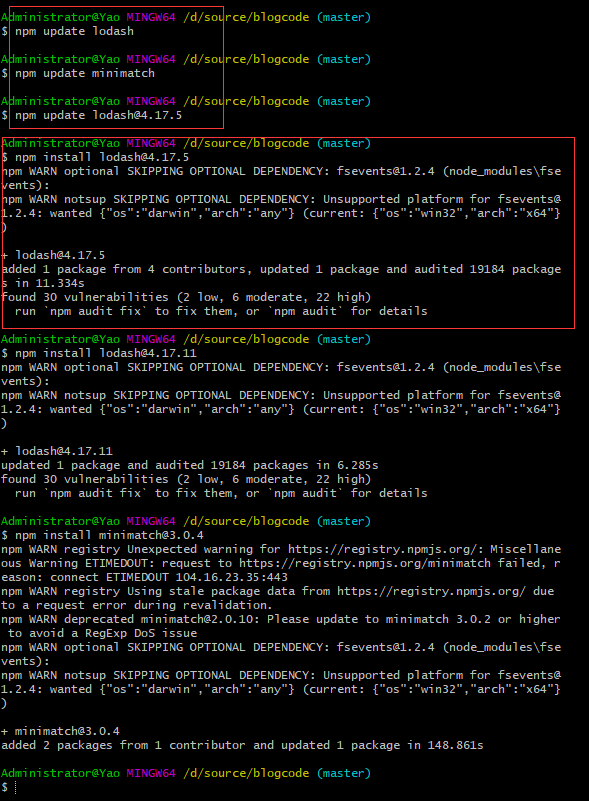 Administrator@Yao MINGW64 /d/source/blogcode (master)
$ npm update lodash
Administrator@Yao MINGW64 /d/source/blogcode (master)
$ npm update minimatch
Administrator@Yao MINGW64 /d/source/blogcode (master)
$ npm update lodash@4.17.5
Administrator@Yao MINGW64 /d/source/blogcode (master)
$ npm install lodash@4.17.5
npm WARN optional SKIPPING OPTIONAL DEPENDENCY: fsevents@1.2.4 (node_modules\fse
vents):
npm WARN notsup SKIPPING OPTIONAL DEPENDENCY: Unsupported platform for fsevents@
1.2.4: wanted {"os":"darwin","arch":"any"} (current: {"os":"win32","arch":"x64"}
)
+ lodash@4.17.5
added 1 package from 4 contributors, updated 1 package and audited 19184 package
s in 11.334s
found 30 vulnerabilities (2 low, 6 moderate, 22 high)
  run `npm audit fix` to fix them, or `npm audit` for details
Administrator@Yao MINGW64 /d/source/blogcode (master)
$ npm install lodash@4.17.11
npm WARN optional SKIPPING OPTIONAL DEPENDENCY: fsevents@1.2.4 (node_modules\fse
vents):
npm WARN notsup SKIPPING OPTIONAL DEPENDENCY: Unsupported platform for fsevents@
1.2.4: wanted {"os":"darwin","arch":"any"} (current: {"os":"win32","arch":"x64"}
)
+ lodash@4.17.11
updated 1 package and audited 19184 packages in 6.285s
found 30 vulnerabilities (2 low, 6 moderate, 22 high)
  run `npm audit fix` to fix them, or `npm audit` for details
Administrator@Yao MINGW64 /d/source/blogcode (master)
$ npm install minimatch@3.0.4
npm WARN registry Unexpected warning for https://registry.npmjs.org/: Miscellane
ous Warning ETIMEDOUT: request to https://registry.npmjs.org/minimatch failed, r
eason: connect ETIMEDOUT 104.16.23.35:443
npm WARN registry Using stale package data from https://registry.npmjs.org/ due
to a request error during revalidation.
npm WARN deprecated minimatch@2.0.10: Please update to minimatch 3.0.2 or higher
 to avoid a RegExp DoS issue
npm WARN optional SKIPPING OPTIONAL DEPENDENCY: fsevents@1.2.4 (node_modules\fse
vents):
npm WARN notsup SKIPPING OPTIONAL DEPENDENCY: Unsupported platform for fsevents@
1.2.4: wanted {"os":"darwin","arch":"any"} (current: {"os":"win32","arch":"x64"}
)
+ minimatch@3.0.4
added 2 packages from 1 contributor and updated 1 package in 148.861s
Administrator@Yao MINGW64 /d/source/blogcode (master)
$